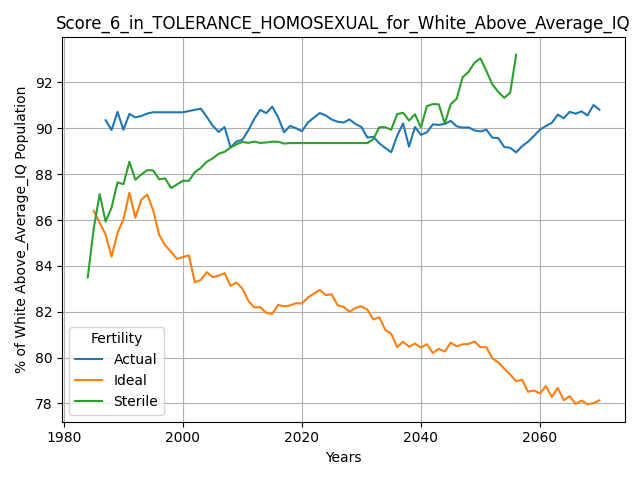 Score_6_in_TOLERANCE_HOMOSEXUAL_for_White_Above_Average_IQ
% of White Above_Average_IQ Population
92
90
88
86
84
82
80
78
Fertility
Actual
Ideal
Sterile
1980
2000
2020
2040
2060
Years